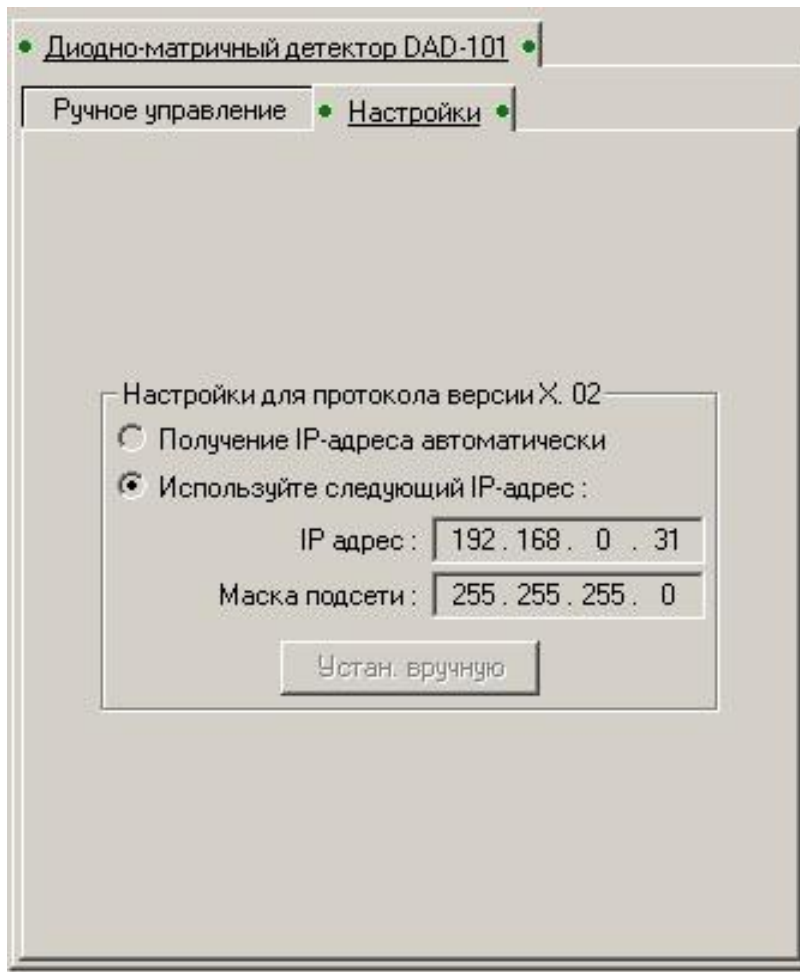 Диодно-матричный детектор DAD-101
Ручное управление Настройки
Настройки для протокола версии X. 02
Получение IP-адреса автоматически
Используйте следующий IP-адрес :
IP адрес : 192 . 168 . 0 . 31
Маска подсети : 255 . 255 . 255 . 0
Устан. вручную